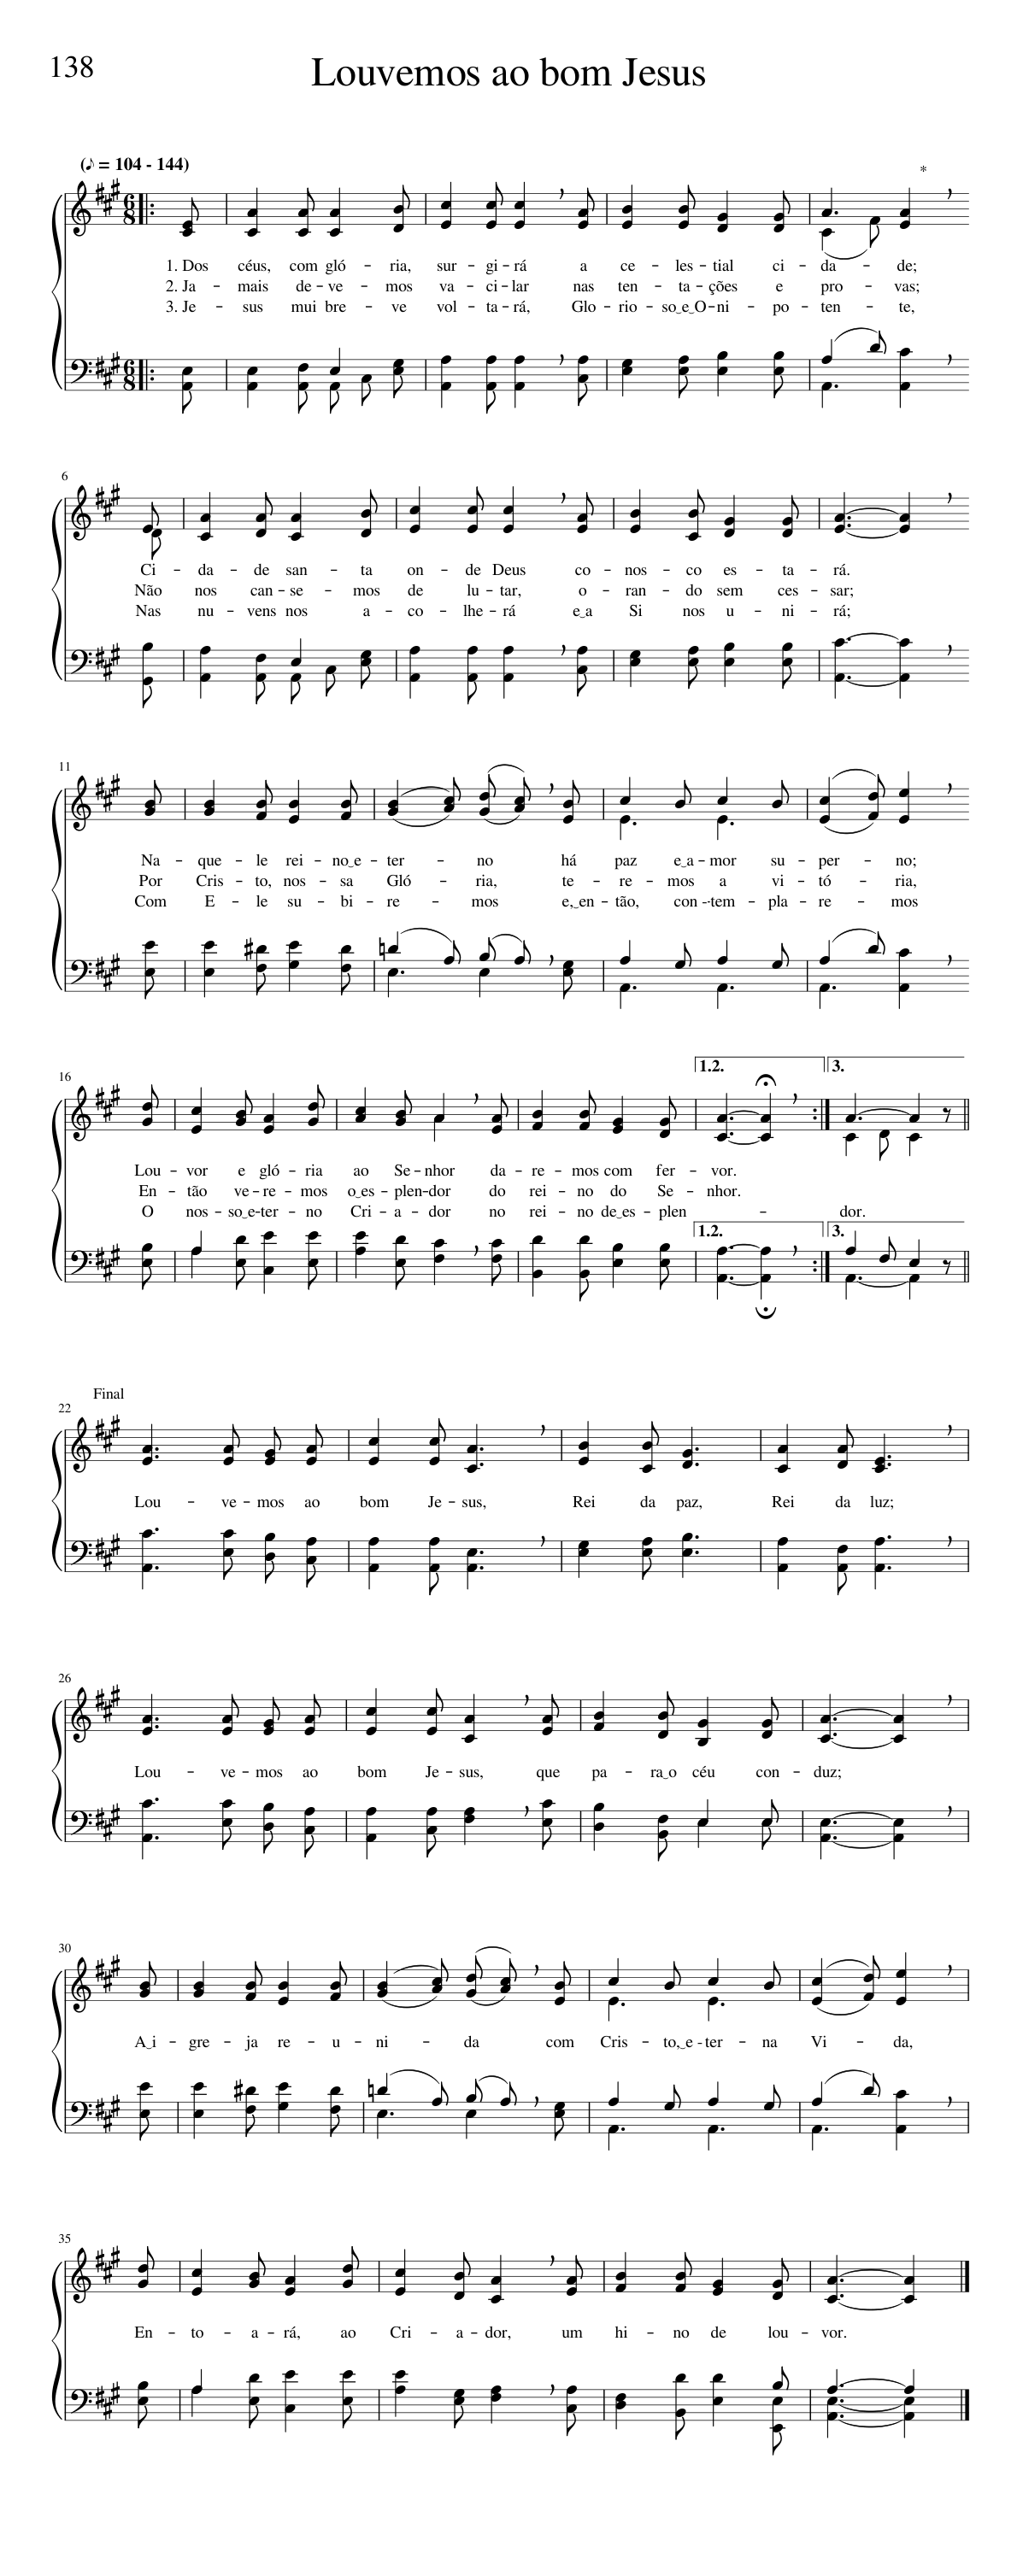 138
Louvemos ao bom Jesus
(♪ = 104 - 144)
*
6
8
1. Dos céus, com gló - ria, sur - gi - rá a ce - les - tial ci - da - de;
2. Ja - mais de - ve - mos va - ci - lar nas ten - ta - ções e pro - vas;
3. Je - sus mui bre - ve vol - ta - rá, Glo - rio - so‿e‿O - ni - po - ten - te,
6
8
6
Ci - da - de san - ta on - de Deus co - nos - co es - ta - rá.
Não nos can - se - mos de lu - tar, o - ran - do sem ces - sar;
Nas nu - vens nos a - co - lhe - rá e‿a Si nos u - ni - rá;
11
Na - que - le rei - no‿e - ter - no há paz e‿a - mor su - per - no;
Por Cris - to, nos - sa Gló - ria, te - re - mos a vi - tó - ria,
Com E - le su - bi - re - mos e,‿en - tão, con - tem - pla - re - mos
16
1.2. 3.
Lou - vor e gló - ria ao Se - nhor da - re - mos com fer - vor.
En - tão ve - re - mos o‿es - plen - dor do rei - no do Se - nhor.
O nos - so‿e - ter - no Cri - a - dor no rei - no de‿es - plen - dor.
1.2. 3.
Final
22
Lou - ve - mos ao bom Je - sus, Rei da paz, Rei da luz;
26
Lou - ve - mos ao bom Je - sus, que pa - ra‿o céu con - duz;
30
A‿i - gre - ja re - u - ni - da com Cris - to,‿e - ter - na Vi - da,
35
En - to - a - rá, ao Cri - a - dor, um hi - no de lou - vor.